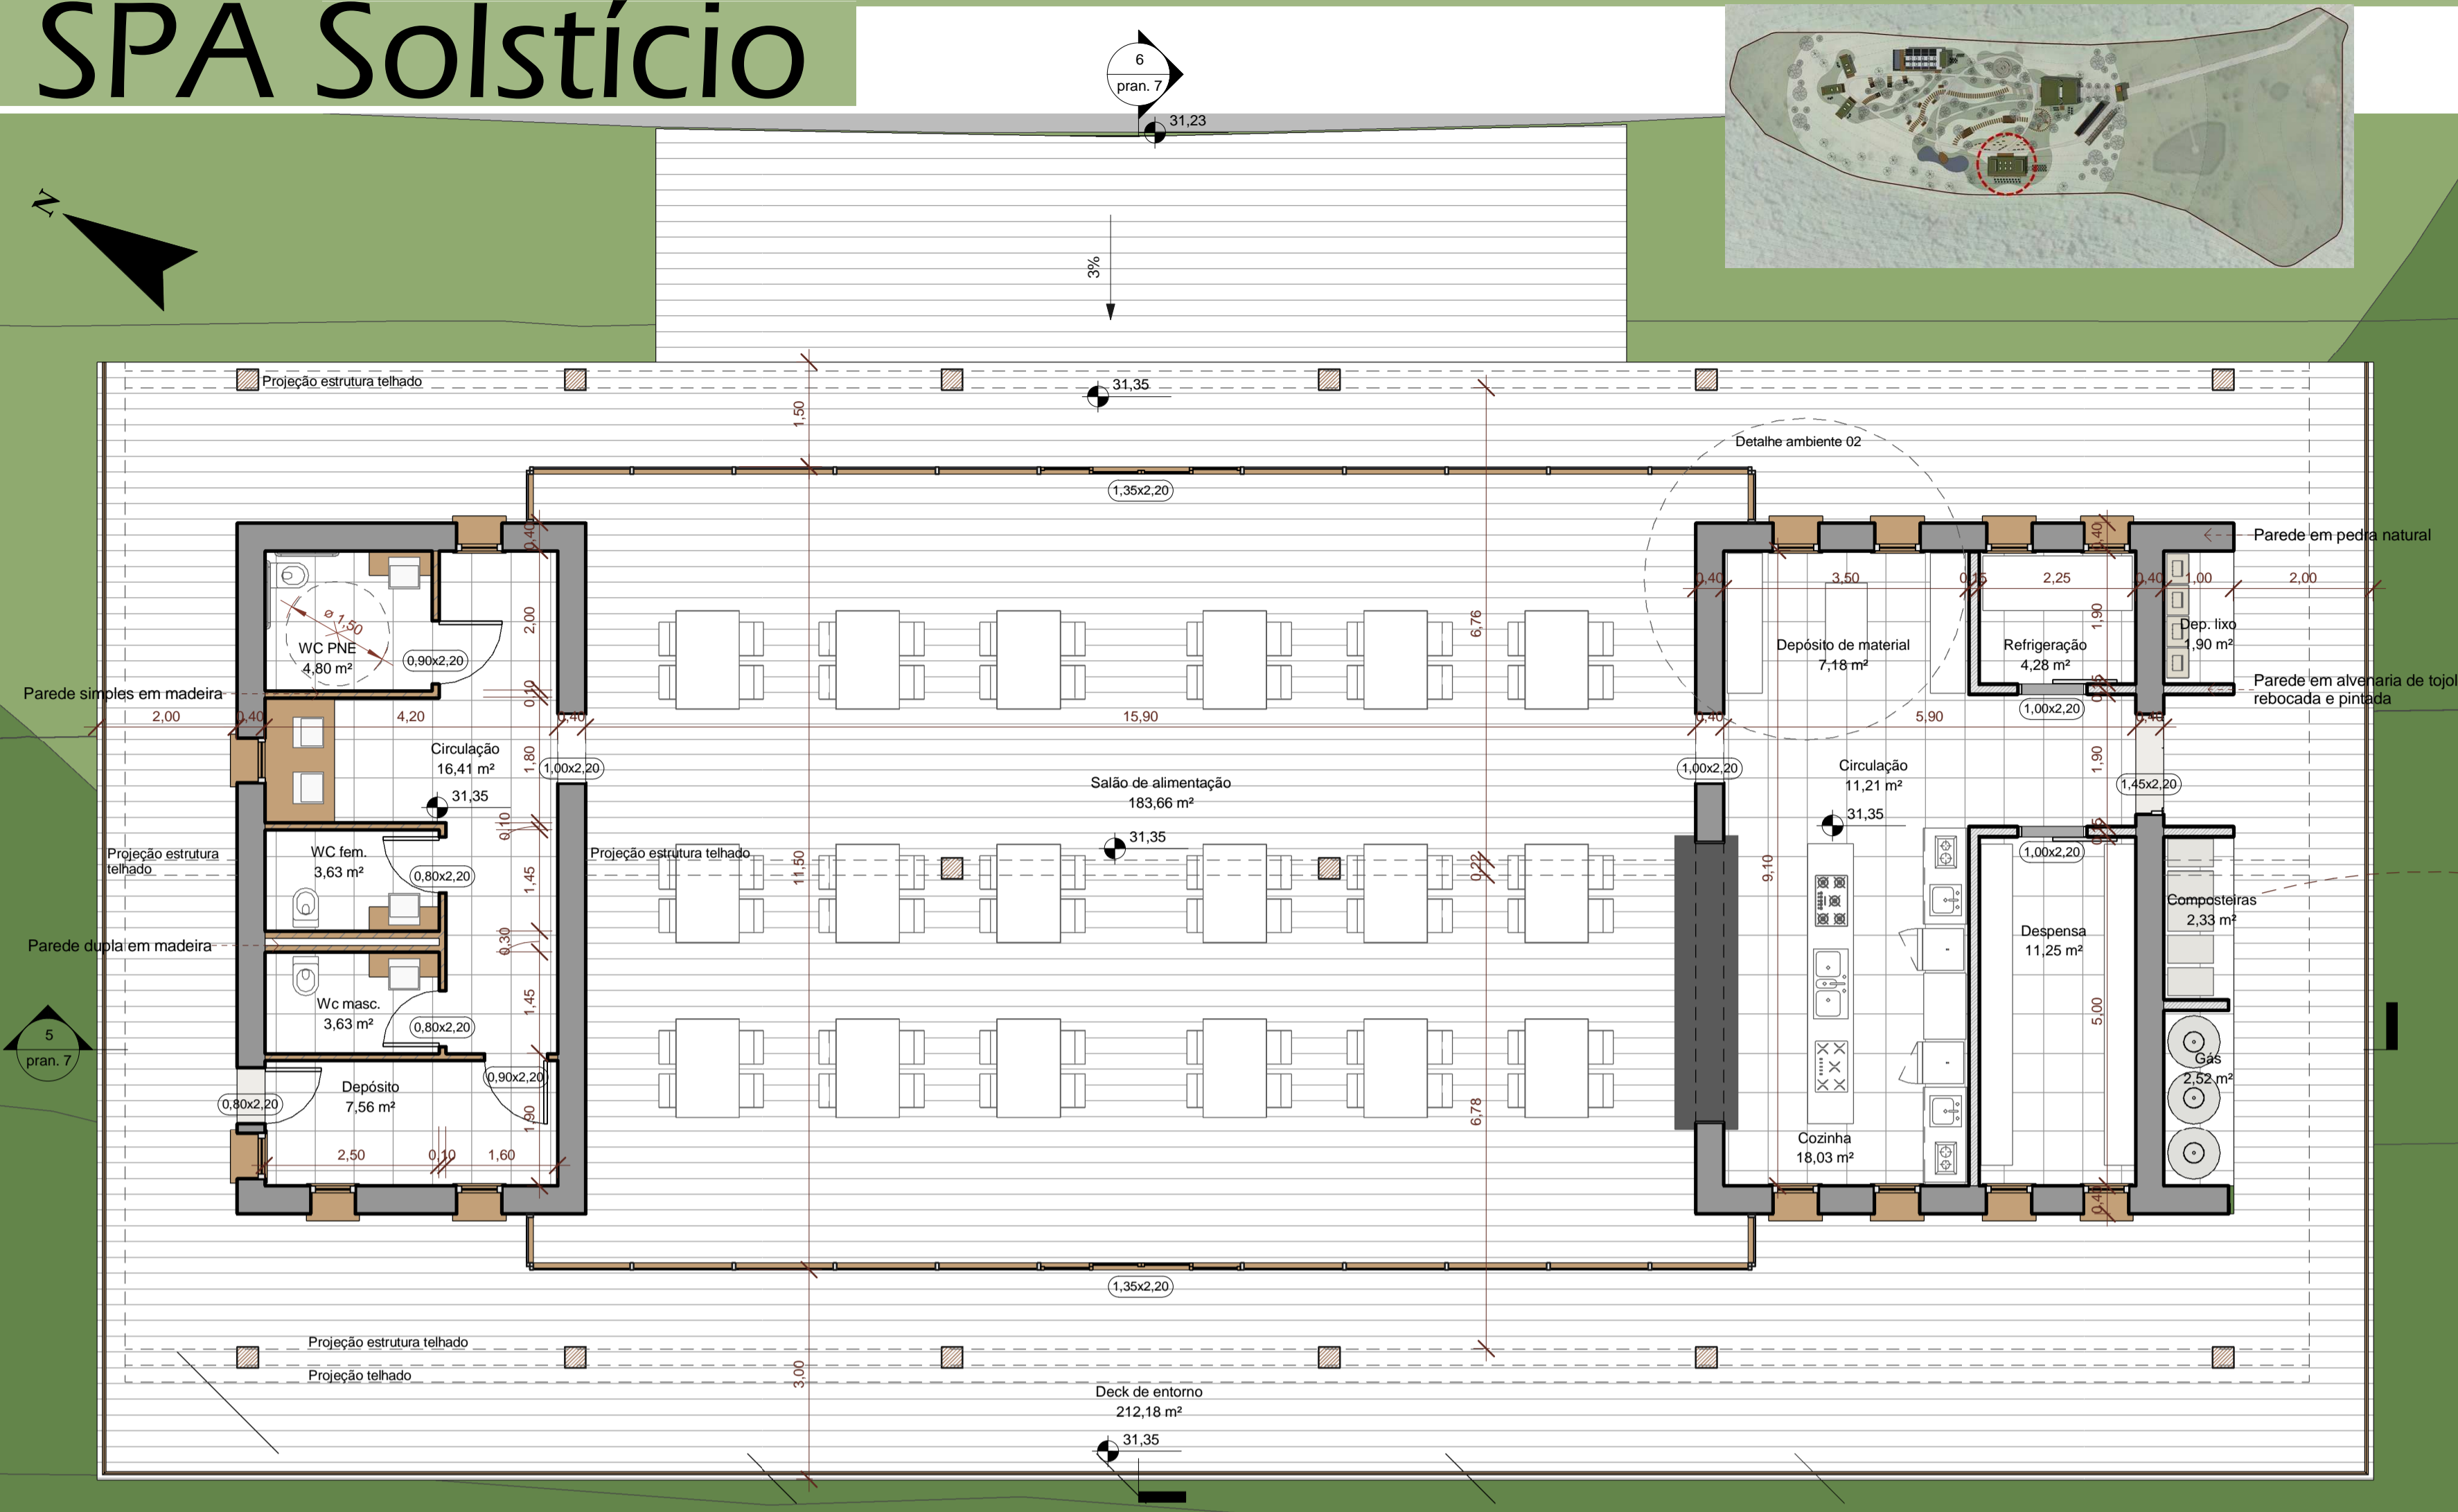 SPA Solstício
6
pran. 7
31,23
N
3%
Projeção estrutura telhado
31,35
1,50
Detalhe ambiente 02
1,35x2,20
0,40
0,40
Parede em pedra natural
0,40
3,50
0,15
2,25
0,40
1,00
2,00
ø 1,50
2,00
6,76
1,90
Dep. lixo
1,90 m²
WC PNE
4,80 m²
0,90x2,20
Depósito de material
7,18 m²
Refrigeração
4,28 m²
Parede simples em madeira
0,10
0,15
Parede em alvenaria de tojol
rebocada e pintada
1,00x2,20
2,00
0,40
4,20
0,40
15,90
0,40
5,90
0,40
Circulação
16,41 m²
1,80
1,00x2,20
1,00x2,20
Circulação
11,21 m²
1,90
1,45x2,20
Salão de alimentação
183,66 m²
31,35
31,35
31,35
0,10
0,15
Projeção estrutura
telhado
WC fem.
3,63 m²
0,80x2,20
Projeção estrutura telhado
11,50
0,22
9,10
1,00x2,20
1,45
Composteiras
2,33 m²
Despensa
11,25 m²
Parede dupla em madeira
0,30
Wc masc.
3,63 m²
1,45
0,80x2,20
5,00
5
pran. 7
Gás
2,52 m²
Depósito
7,56 m²
0,90x2,20
0,80x2,20
1,90
6,78
Cozinha
18,03 m²
2,50
0,10
1,60
0,40
1,35x2,20
Projeção estrutura telhado
Projeção telhado
3,00
Deck de entorno
212,18 m²
31,35